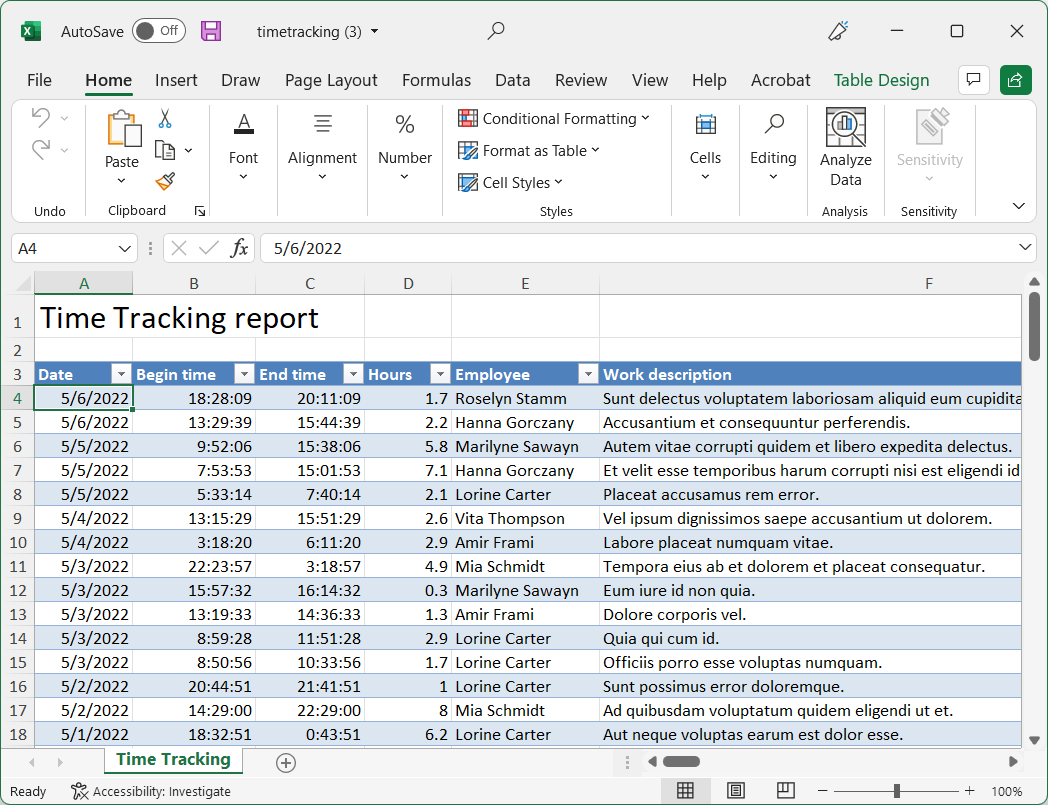 AutoSave Off timetracking (3)
File Home Insert Draw Page Layout Formulas Data Review View Help Acrobat Table Design
Paste Font Alignment Number Conditional Formatting Format as Table Cell Styles Cells Editing Analyze Data Sensitivity
Undo Clipboard Styles Analysis Sensitivity
A4 fx 5/6/2022
A B C D E F
1 Time Tracking report
2
3 Date Begin time End time Hours Employee Work description
4 5/6/2022 18:28:09 20:11:09 1.7 Roselyn Stamm Sunt delectus voluptatem laboriosam aliquid eum cupidita
5 5/6/2022 13:29:39 15:44:39 2.2 Hanna Gorczany Accusantium et consequuntur perferendis.
6 5/5/2022 9:52:06 15:38:06 5.8 Marilyne Sawayn Autem vitae corrupti quidem et libero expedita delectus.
7 5/5/2022 7:53:53 15:01:53 7.1 Hanna Gorczany Et velit esse temporibus harum corrupti nisi est eligendi id
8 5/5/2022 5:33:14 7:40:14 2.1 Lorine Carter Placeat accusamus rem error.
9 5/4/2022 13:15:29 15:51:29 2.6 Vita Thompson Vel ipsum dignissimos saepe accusantium ut dolorem.
10 5/4/2022 3:18:20 6:11:20 2.9 Amir Frami Labore placeat numquam vitae.
11 5/3/2022 22:23:57 3:18:57 4.9 Mia Schmidt Tempora eius ab et dolorem et placeat consequatur.
12 5/3/2022 15:57:32 16:14:32 0.3 Marilyne Sawayn Eum iure id non quia.
13 5/3/2022 13:19:33 14:36:33 1.3 Amir Frami Dolore corporis vel.
14 5/3/2022 8:59:28 11:51:28 2.9 Lorine Carter Quia qui cum id.
15 5/3/2022 8:50:56 10:33:56 1.7 Lorine Carter Officiis porro esse voluptas numquam.
16 5/2/2022 20:44:51 21:41:51 1 Lorine Carter Sunt possimus error doloremque.
17 5/2/2022 14:29:00 22:29:00 8 Mia Schmidt Ad quibusdam voluptatum quidem eligendi ut et.
18 5/1/2022 18:32:51 0:43:51 6.2 Lorine Carter Aut neque voluptas earum est dolor esse.
Time Tracking
Ready Accessibility: Investigate 100%